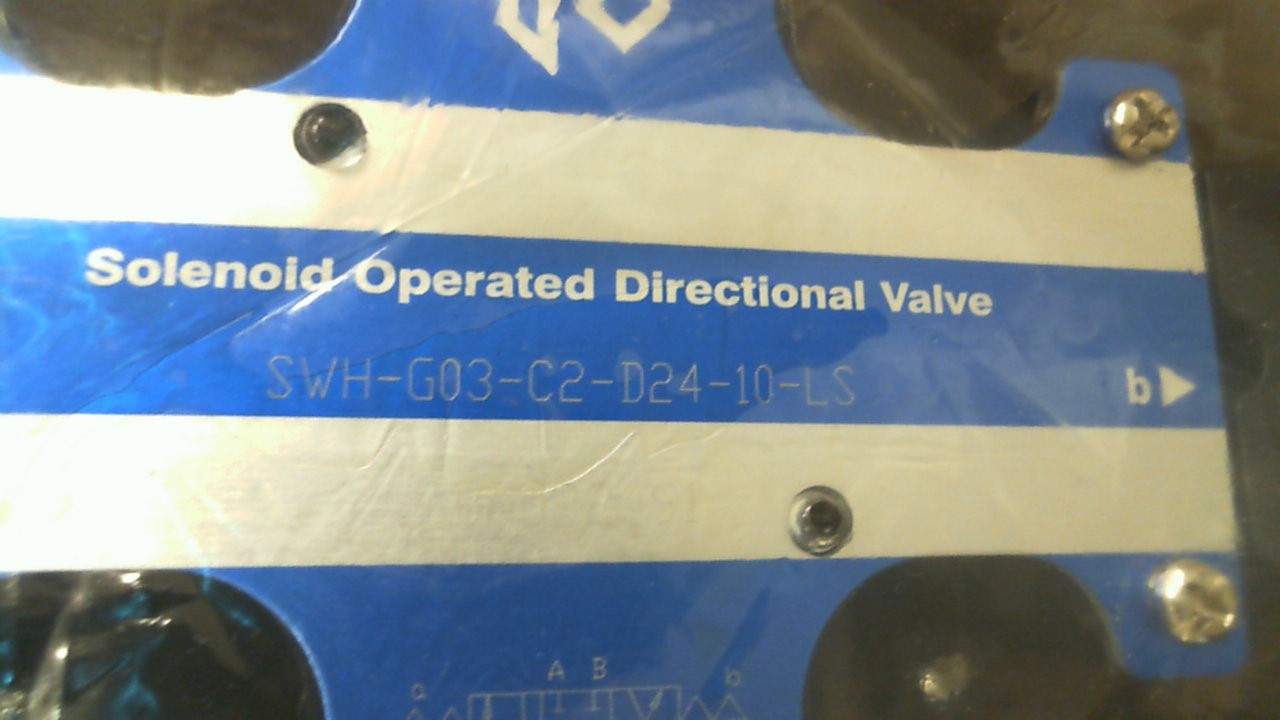 Solenoid Operated Directional Valve
SWH-G03-C2-D24-10-LS
b
A B
a b